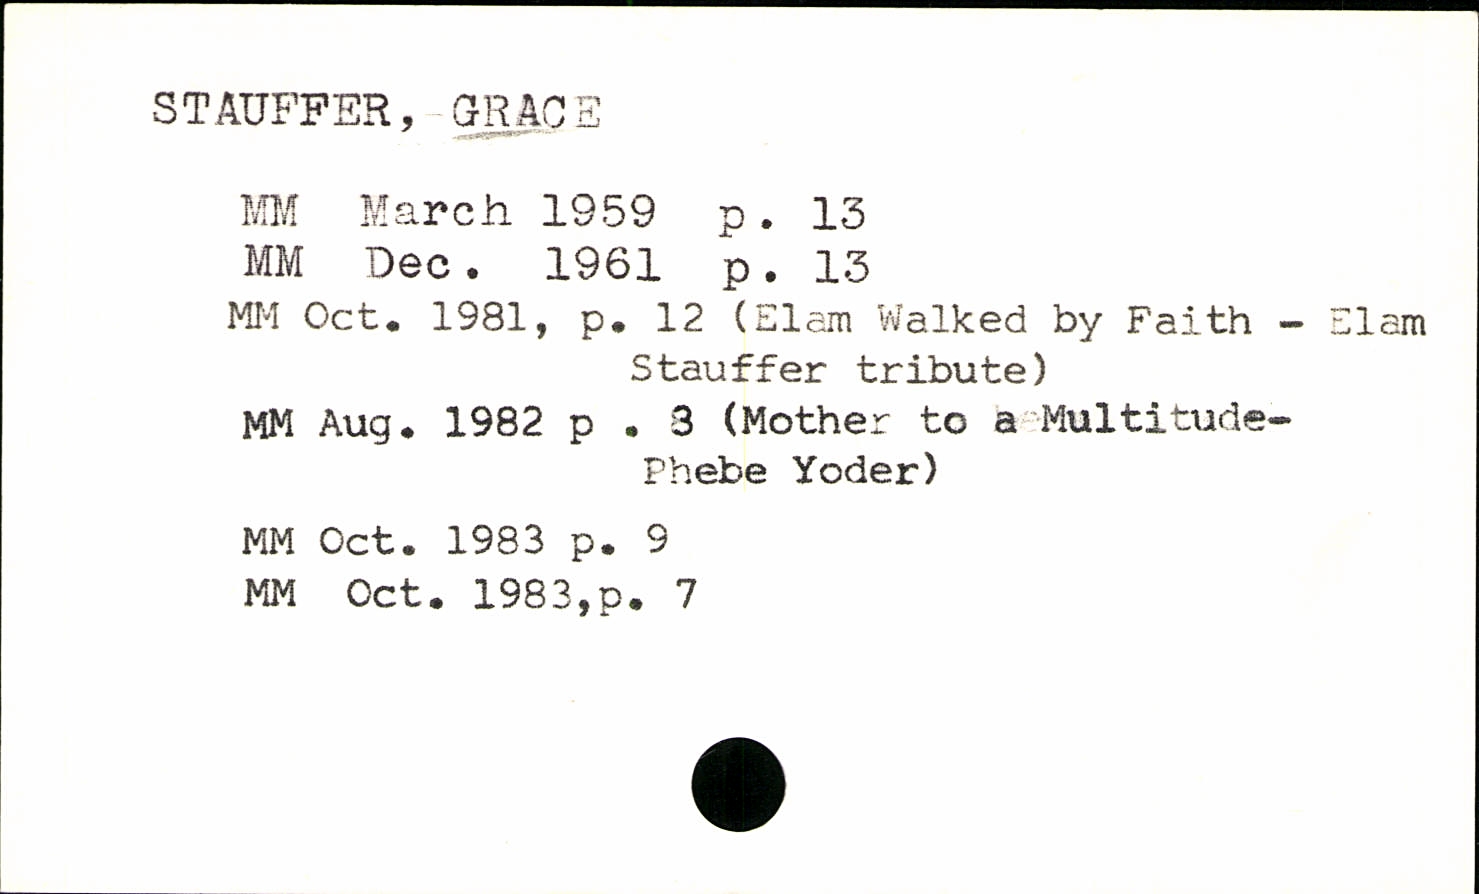 STAUFFER, GRACE
MM March 1959 p. 13
MM Dec. 1961 p. 13
MM Oct. 1981, p. 12 (Elam Walked by Faith - Elam
Stauffer tribute)
MM Aug. 1982 p . 8 (Mother to a Multitude-
Phebe Yoder)
MM Oct. 1983 p. 9
MM Oct. 1983,p. 7